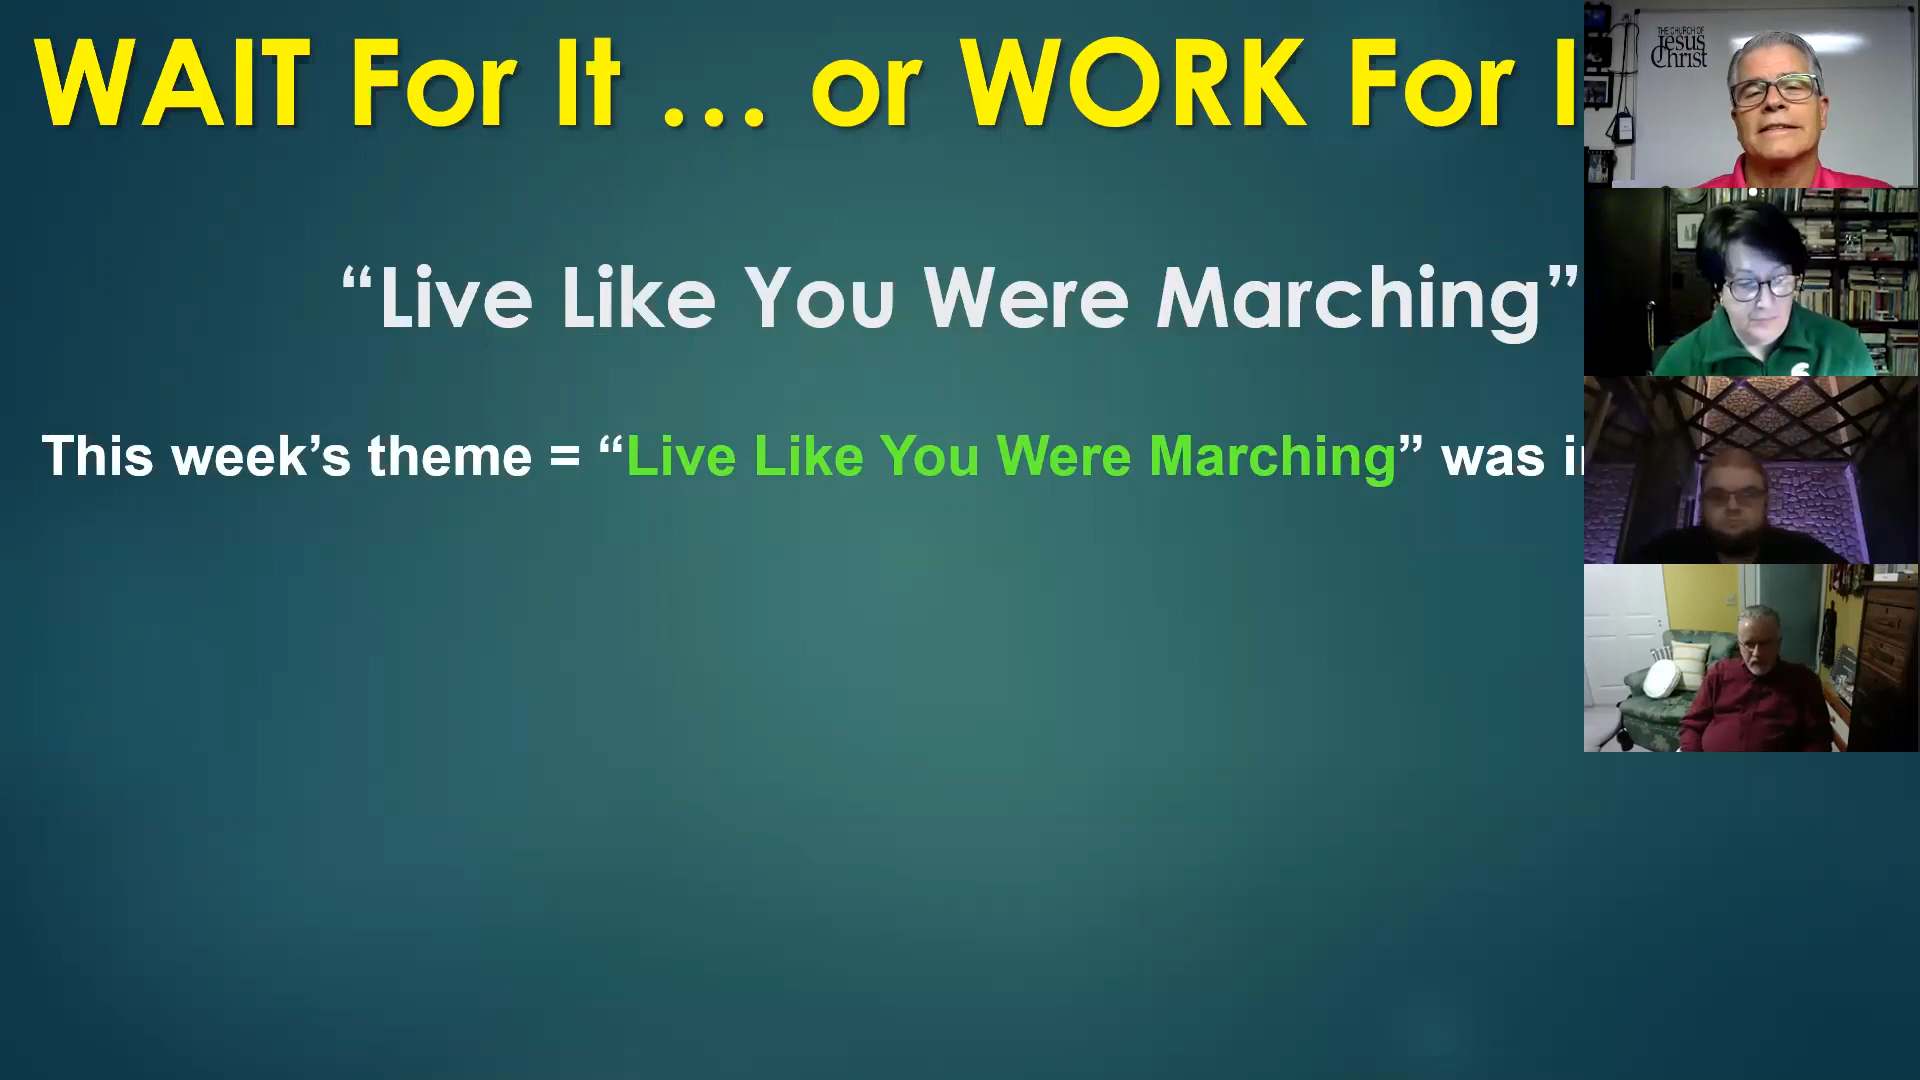 WAIT For It … or WORK For I
“Live Like You Were Marching”
This week’s theme = “Live Like You Were Marching” was i
THE CHURCH OF
Jesus
Christ